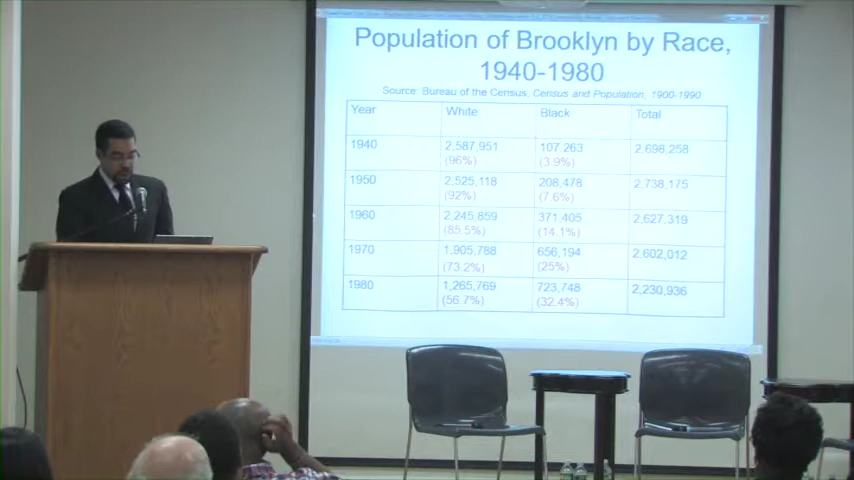 Population of Brooklyn by Race,
1940-1980
Source: Bureau of the Census, Census and Population, 1900-1990
Year White Black Total
1940 2,587,951 107,263 2,698,258
(96%) (3.9%)
1950 2,525,118 208,478 2,738,175
(92%) (7.6%)
1960 2,245,859 371,405 2,627,319
(85.5%) (14.1%)
1970 1,905,788 656,194 2,602,012
(73.2%) (25%)
1980 1,265,769 723,748 2,230,936
(56.7%) (32.4%)